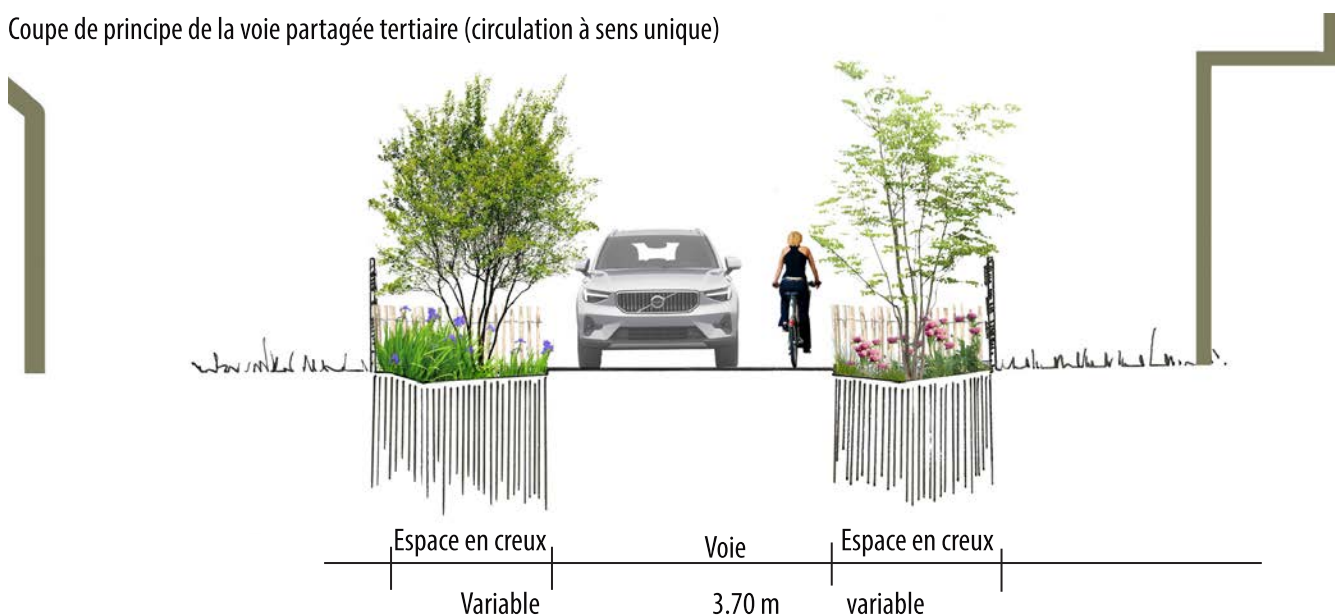 Coupe de principe de la voie partagée tertiaire (circulation à sens unique)
Espace en creux Voie Espace en creux
Variable 3.70 m variable